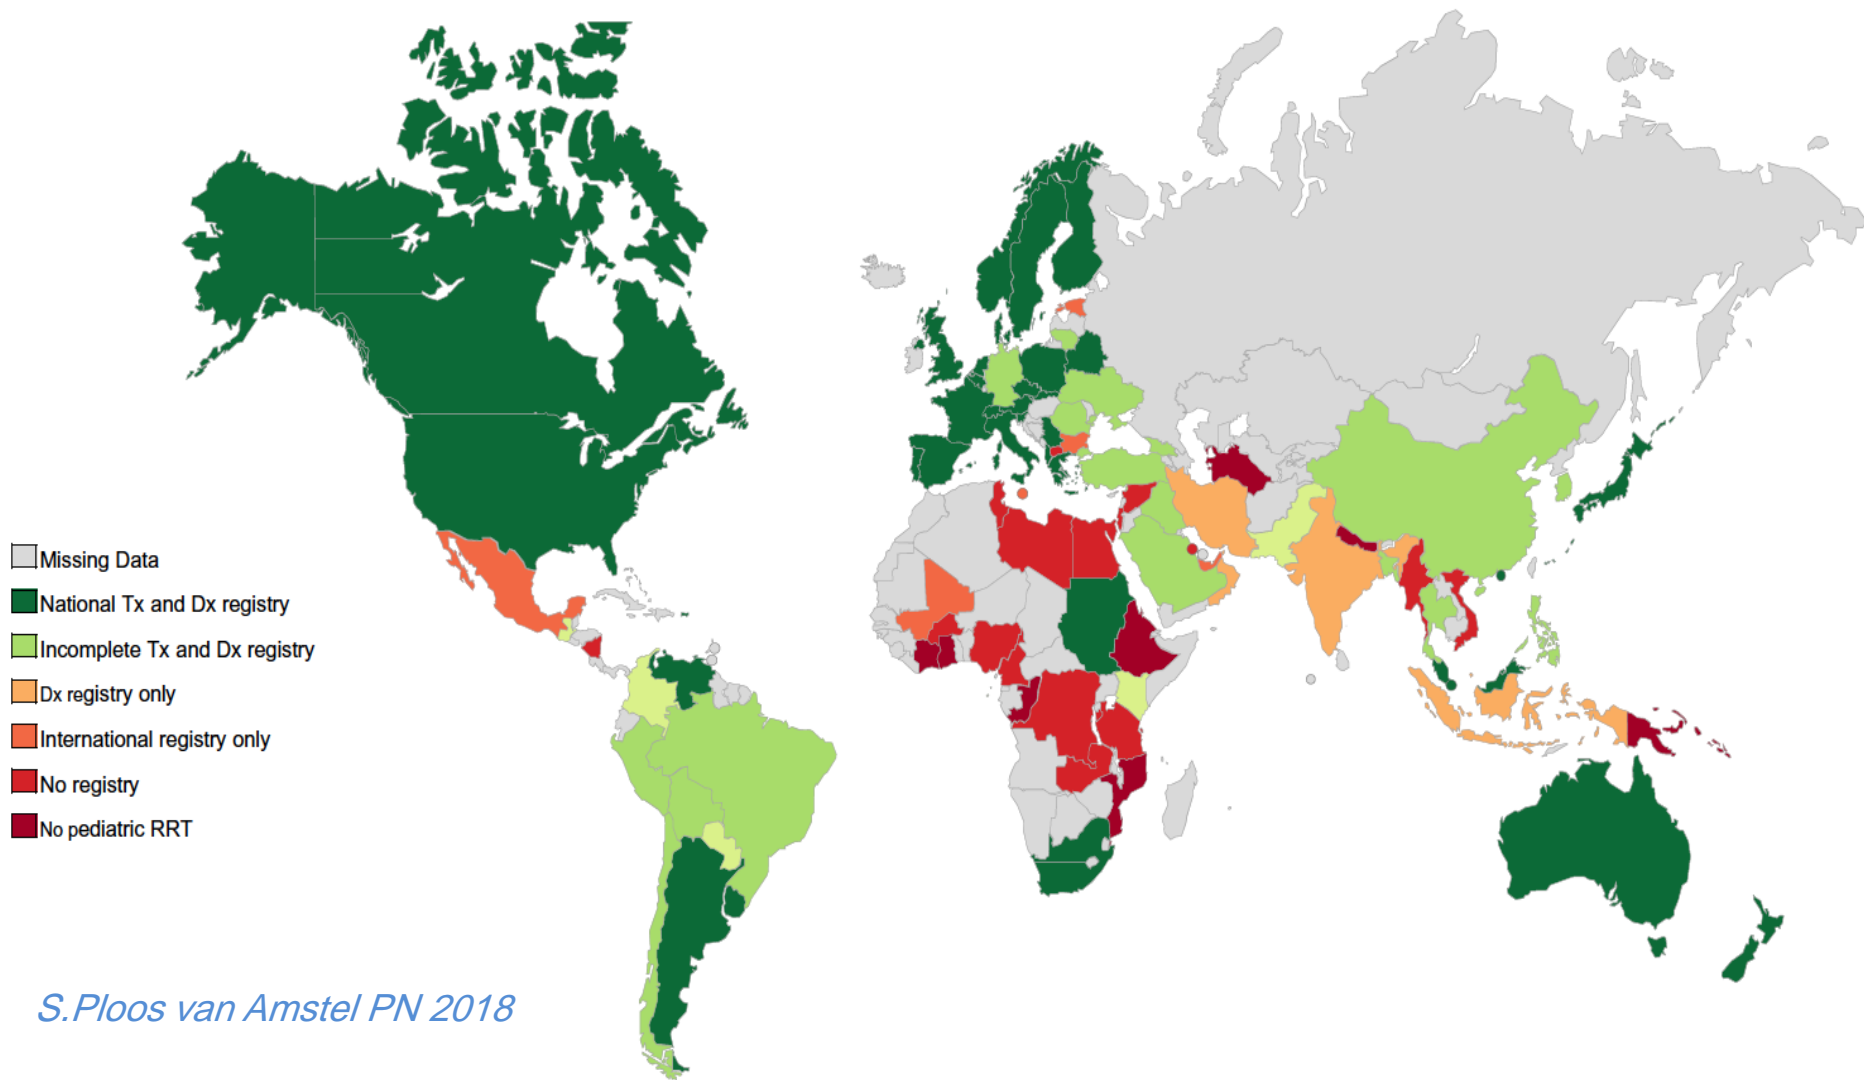 Missing Data
National Tx and Dx registry
Incomplete Tx and Dx registry
Dx registry only
International registry only
No registry
No pediatric RRT
S.Ploos van Amstel PN 2018